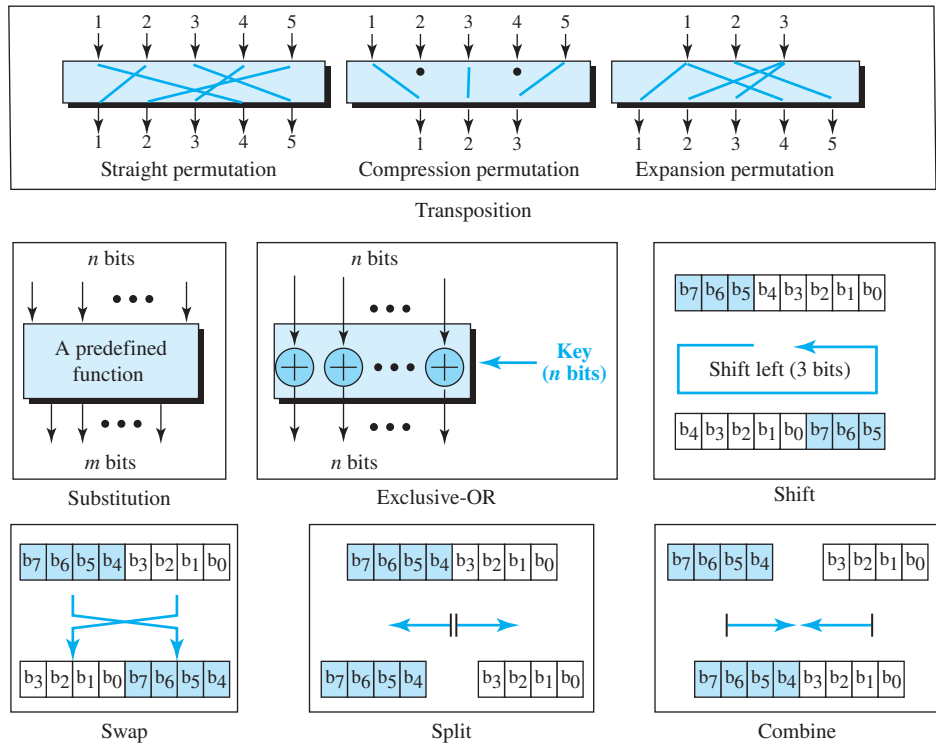 1 2 3 4 5
1 2 3 4 5
1 2 3
1 2 3 4 5
1 2 3
1 2 3 4 5
Straight permutation
Compression permutation
Expansion permutation
Transposition
n bits
A predefined
function
m bits
Substitution
n bits
Key
(n bits)
n bits
Exclusive-OR
b7 b6 b5 b4 b3 b2 b1 b0
Shift left (3 bits)
b4 b3 b2 b1 b0 b7 b6 b5
Shift
b7 b6 b5 b4 b3 b2 b1 b0
b3 b2 b1 b0 b7 b6 b5 b4
Swap
b7 b6 b5 b4 b3 b2 b1 b0
b7 b6 b5 b4
b3 b2 b1 b0
Split
b7 b6 b5 b4
b3 b2 b1 b0
b7 b6 b5 b4 b3 b2 b1 b0
Combine